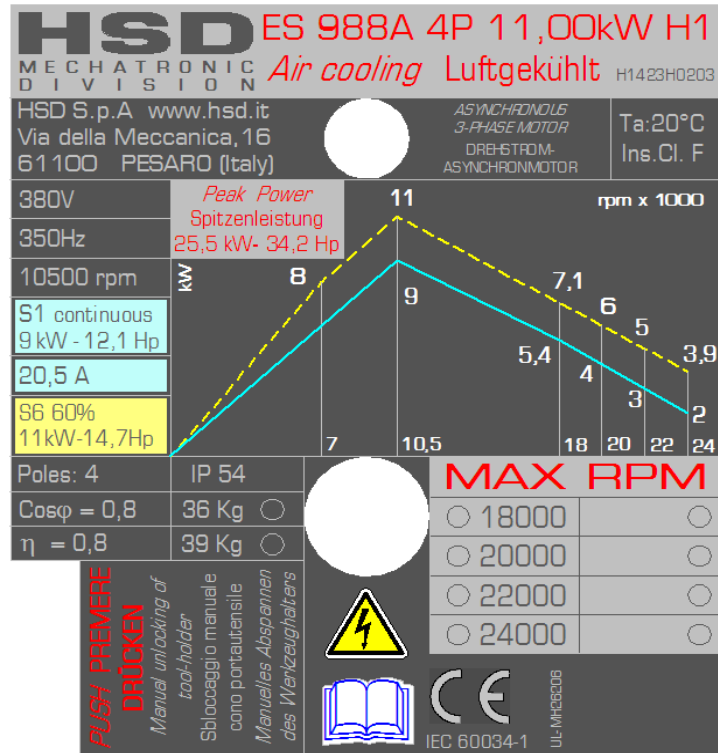 HSD
MECHATRONIC
DIVISION
ES 988A 4P 11,00kW H1
Air cooling Luftgekühlt H1423H0203
HSD S.p.A www.hsd.it
Via della Meccanica,16
61100 PESARO (Italy)
ASYNCHRONOUS
3-PHASE MOTOR
DREHSTROM-
ASYNCHRONMOTOR
Ta:20°C
Ins.Cl. F
380V
350Hz
10500 rpm
S1 continuous
9 kW - 12,1 Hp
20,5 A
S6 60%
11kW-14,7Hp
Peak Power
Spitzenleistung
25,5 kW- 34,2 Hp
rpm x 1000
kW
8
11
7,1
6
5
3,9
9
5,4
4
3
2
7
10,5
18
20
22
24
Poles: 4
IP 54
Cosφ = 0,8
36 Kg
η = 0,8
39 Kg
MAX RPM
18000
20000
22000
24000
PUSH PREMERE
DRÜCKEN
Manual unlocking of
tool-holder
Sbloccaggio manuale
cono portautensile
Manuelles Abspannen
des Werkzeughalters
CE
IEC 60034-1
UL-MH26206